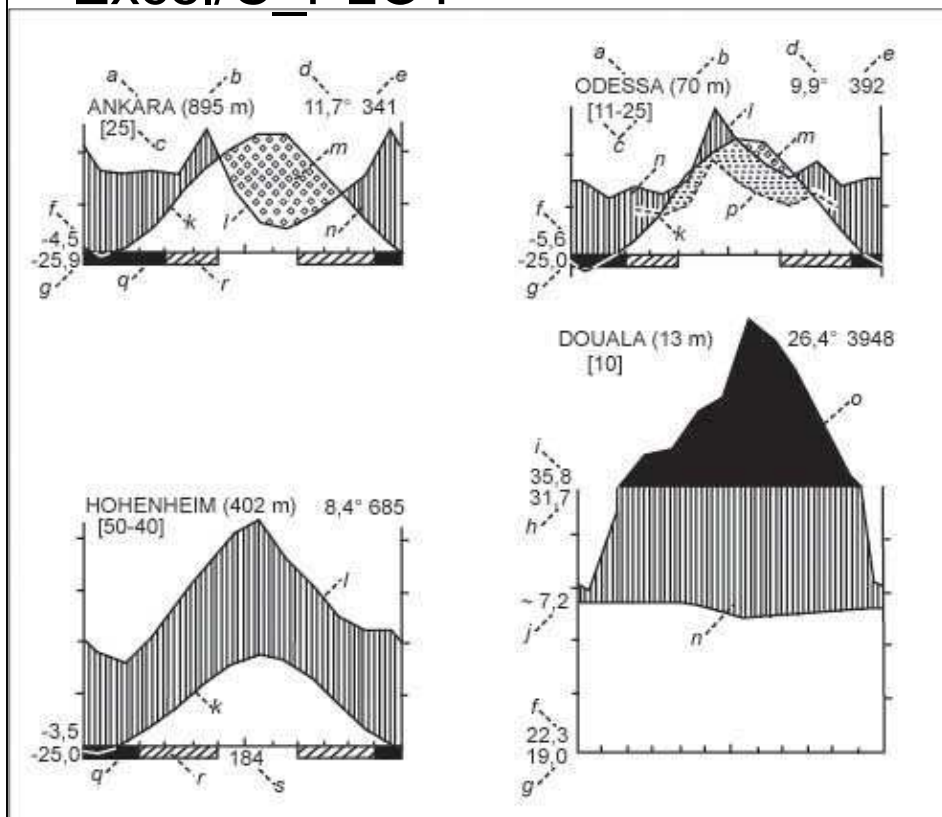 a b d e
ANKARA (895 m) 11,7° 341
[25] c
m
f
-4,5
-25,9
g q k l n r
a b d e
ODESSA (70 m) 9,9° 392
[11-25] l
c n m
f p
-5,6
-25,0
g k
DOUALA (13 m) 26,4° 3948
[10]
o
i
35,8
31,7
h
~ 7,2
j n
f
22,3
19,0
g
HOHENHEIM (402 m) 8,4° 685
[50-40]
l
k
-3,5
-25,0
184
q r s